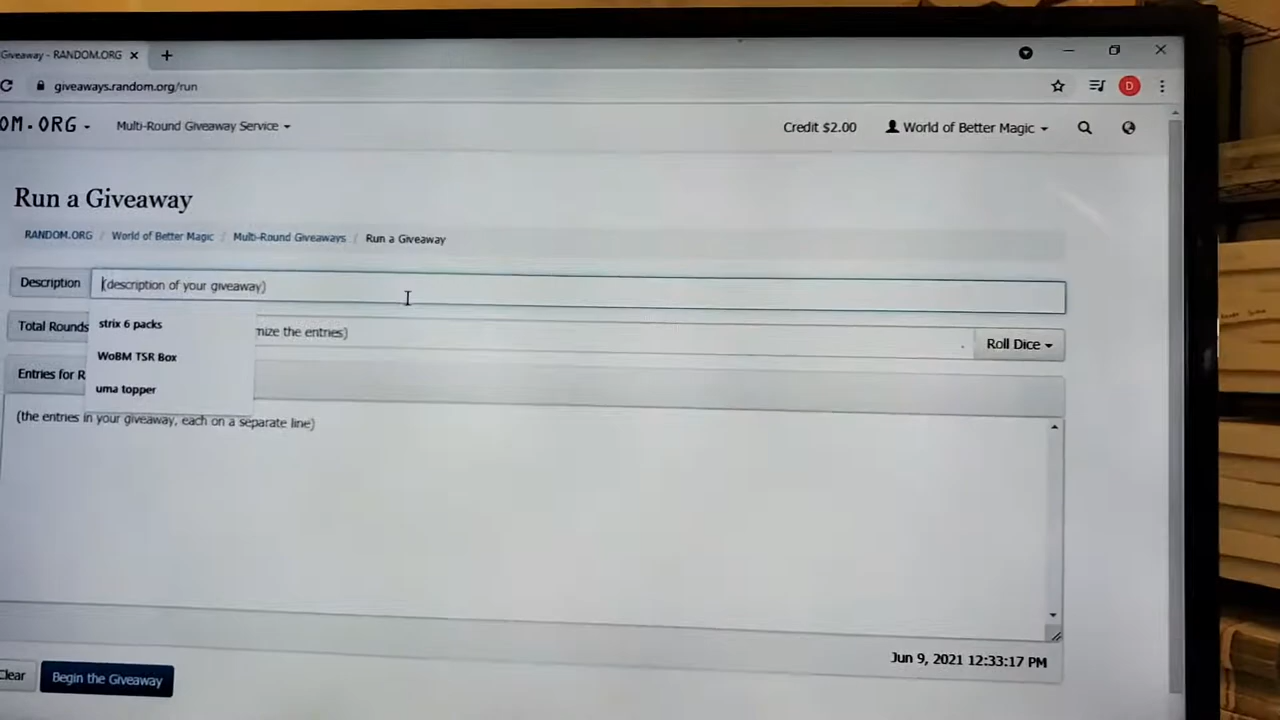 Giveaway - RANDOM.ORG
giveaways.random.org/run
D
OM.ORG
Multi-Round Giveaway Service
Credit $2.00
World of Better Magic
Run a Giveaway
RANDOM.ORG / World of Better Magic / Multi-Round Giveaways / Run a Giveaway
Description
(description of your giveaway)
strix 6 packs
Total Rounds
mize the entries)
Roll Dice
WoBM TSR Box
Entries for R
uma topper
(the entries in your giveaway, each on a separate line)
Jun 9, 2021 12:33:17 PM
Clear
Begin the Giveaway